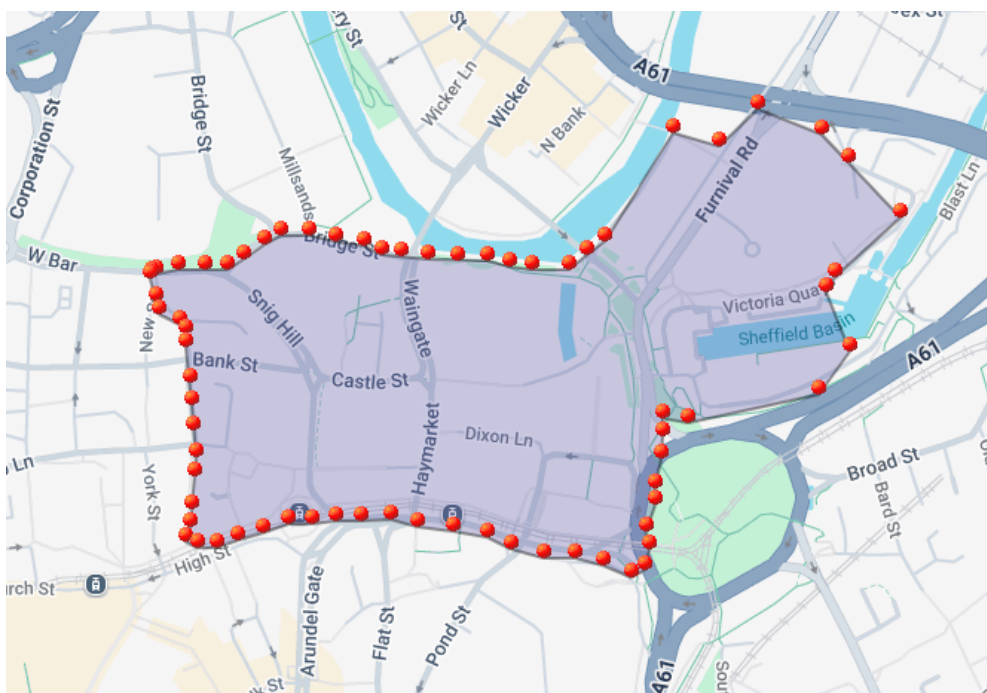 A61
Wicker Ln
Wicker
N Bank
Bridge St
Corporation St
Millsands
Furnival Rd
Blast Ln
W Bar
Bridge St
Snig Hill
Waingate
Victoria Qua
Sheffield Basin
A61
Bank St
Castle St
Haymarket
Dixon Ln
Broad St
Bard St
York St
High St
Arundel Gate
Flat St
Pond St
A61